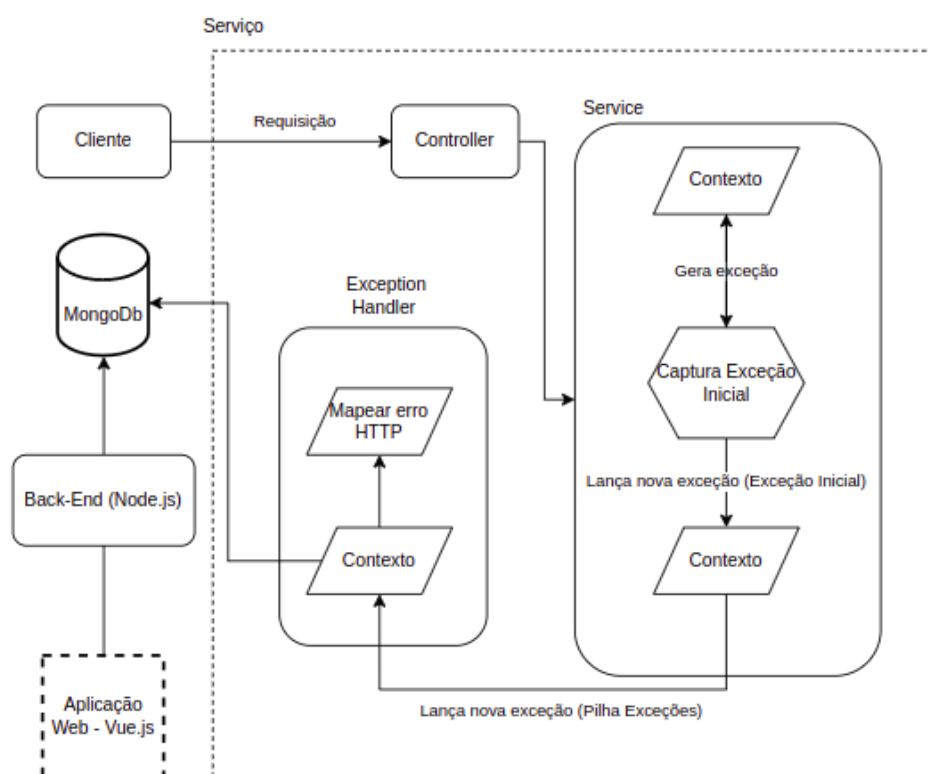 Serviço
Service
Cliente
Requisição
Controller
Contexto
Gera exceção
MongoDb
Exception
Handler
Captura Exceção
Inicial
Mapear erro
HTTP
Lança nova exceção (Exceção Inicial)
Back-End (Node.js)
Contexto
Contexto
Aplicação
Web - Vue.js
Lança nova exceção (Pilha Exceções)